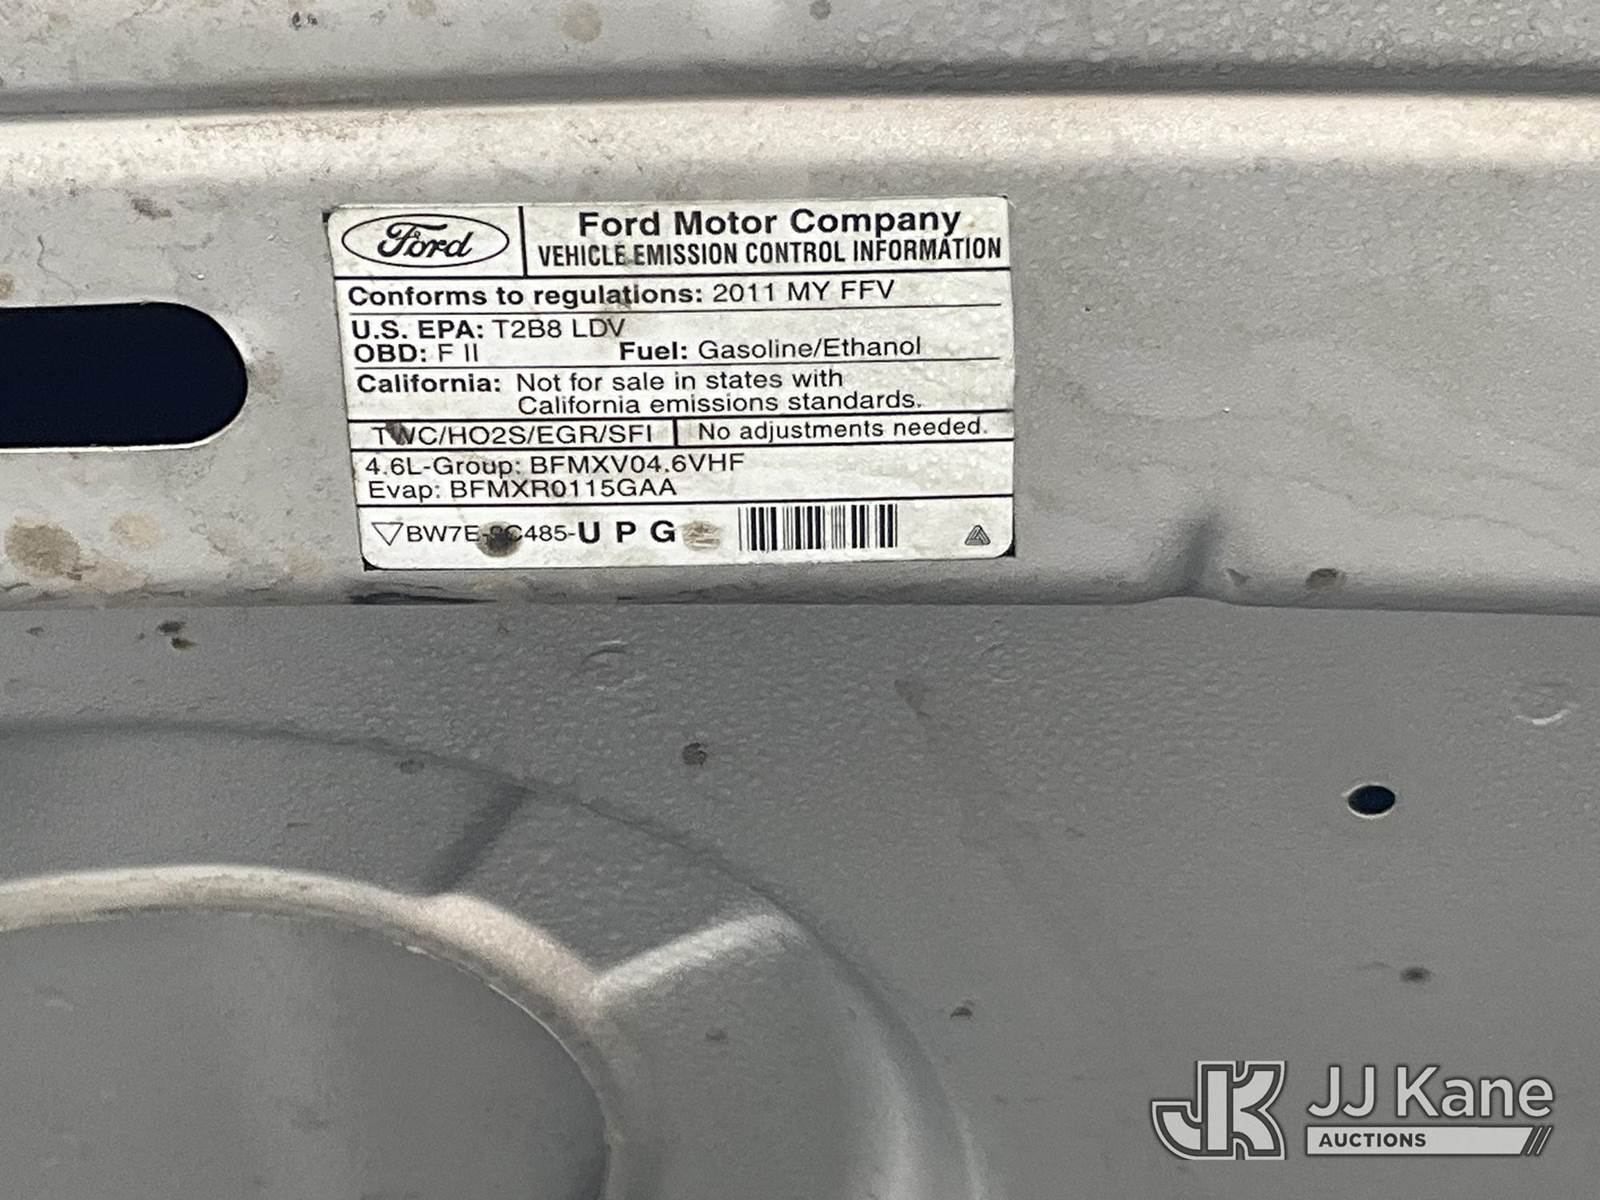 Ford
Ford Motor Company
VEHICLE EMISSION CONTROL INFORMATION
Conforms to regulations: 2011 MY FFV
U.S. EPA: T2B8 LDV
OBD: F II Fuel: Gasoline/Ethanol
California: Not for sale in states with
California emissions standards.
TWC/HO2S/EGR/SFI No adjustments needed.
4.6L-Group: BFMXV04.6VHF
Evap: BFMXR0115GAA
BW7E-9C485-U P G
JK JJ Kane
AUCTIONS